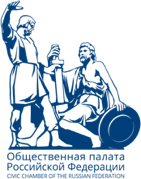 Общественная палата
Российской Федерации
CIVIC CHAMBER OF THE RUSSIAN FEDERATION